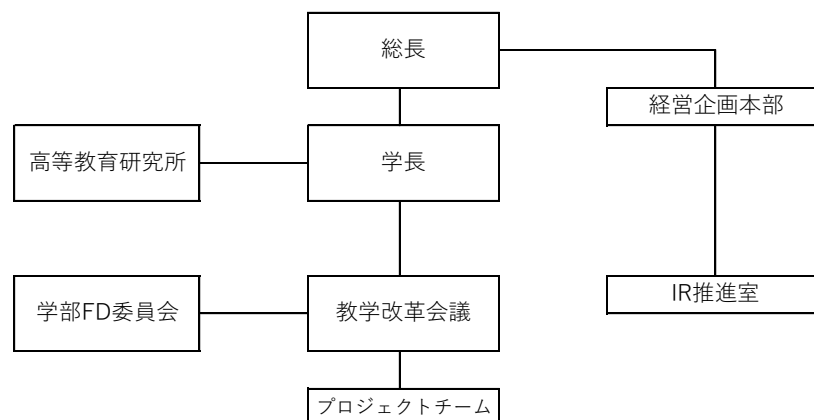 総長
経営企画本部
高等教育研究所
学長
学部FD委員会
教学改革会議
IR推進室
プロジェクトチーム